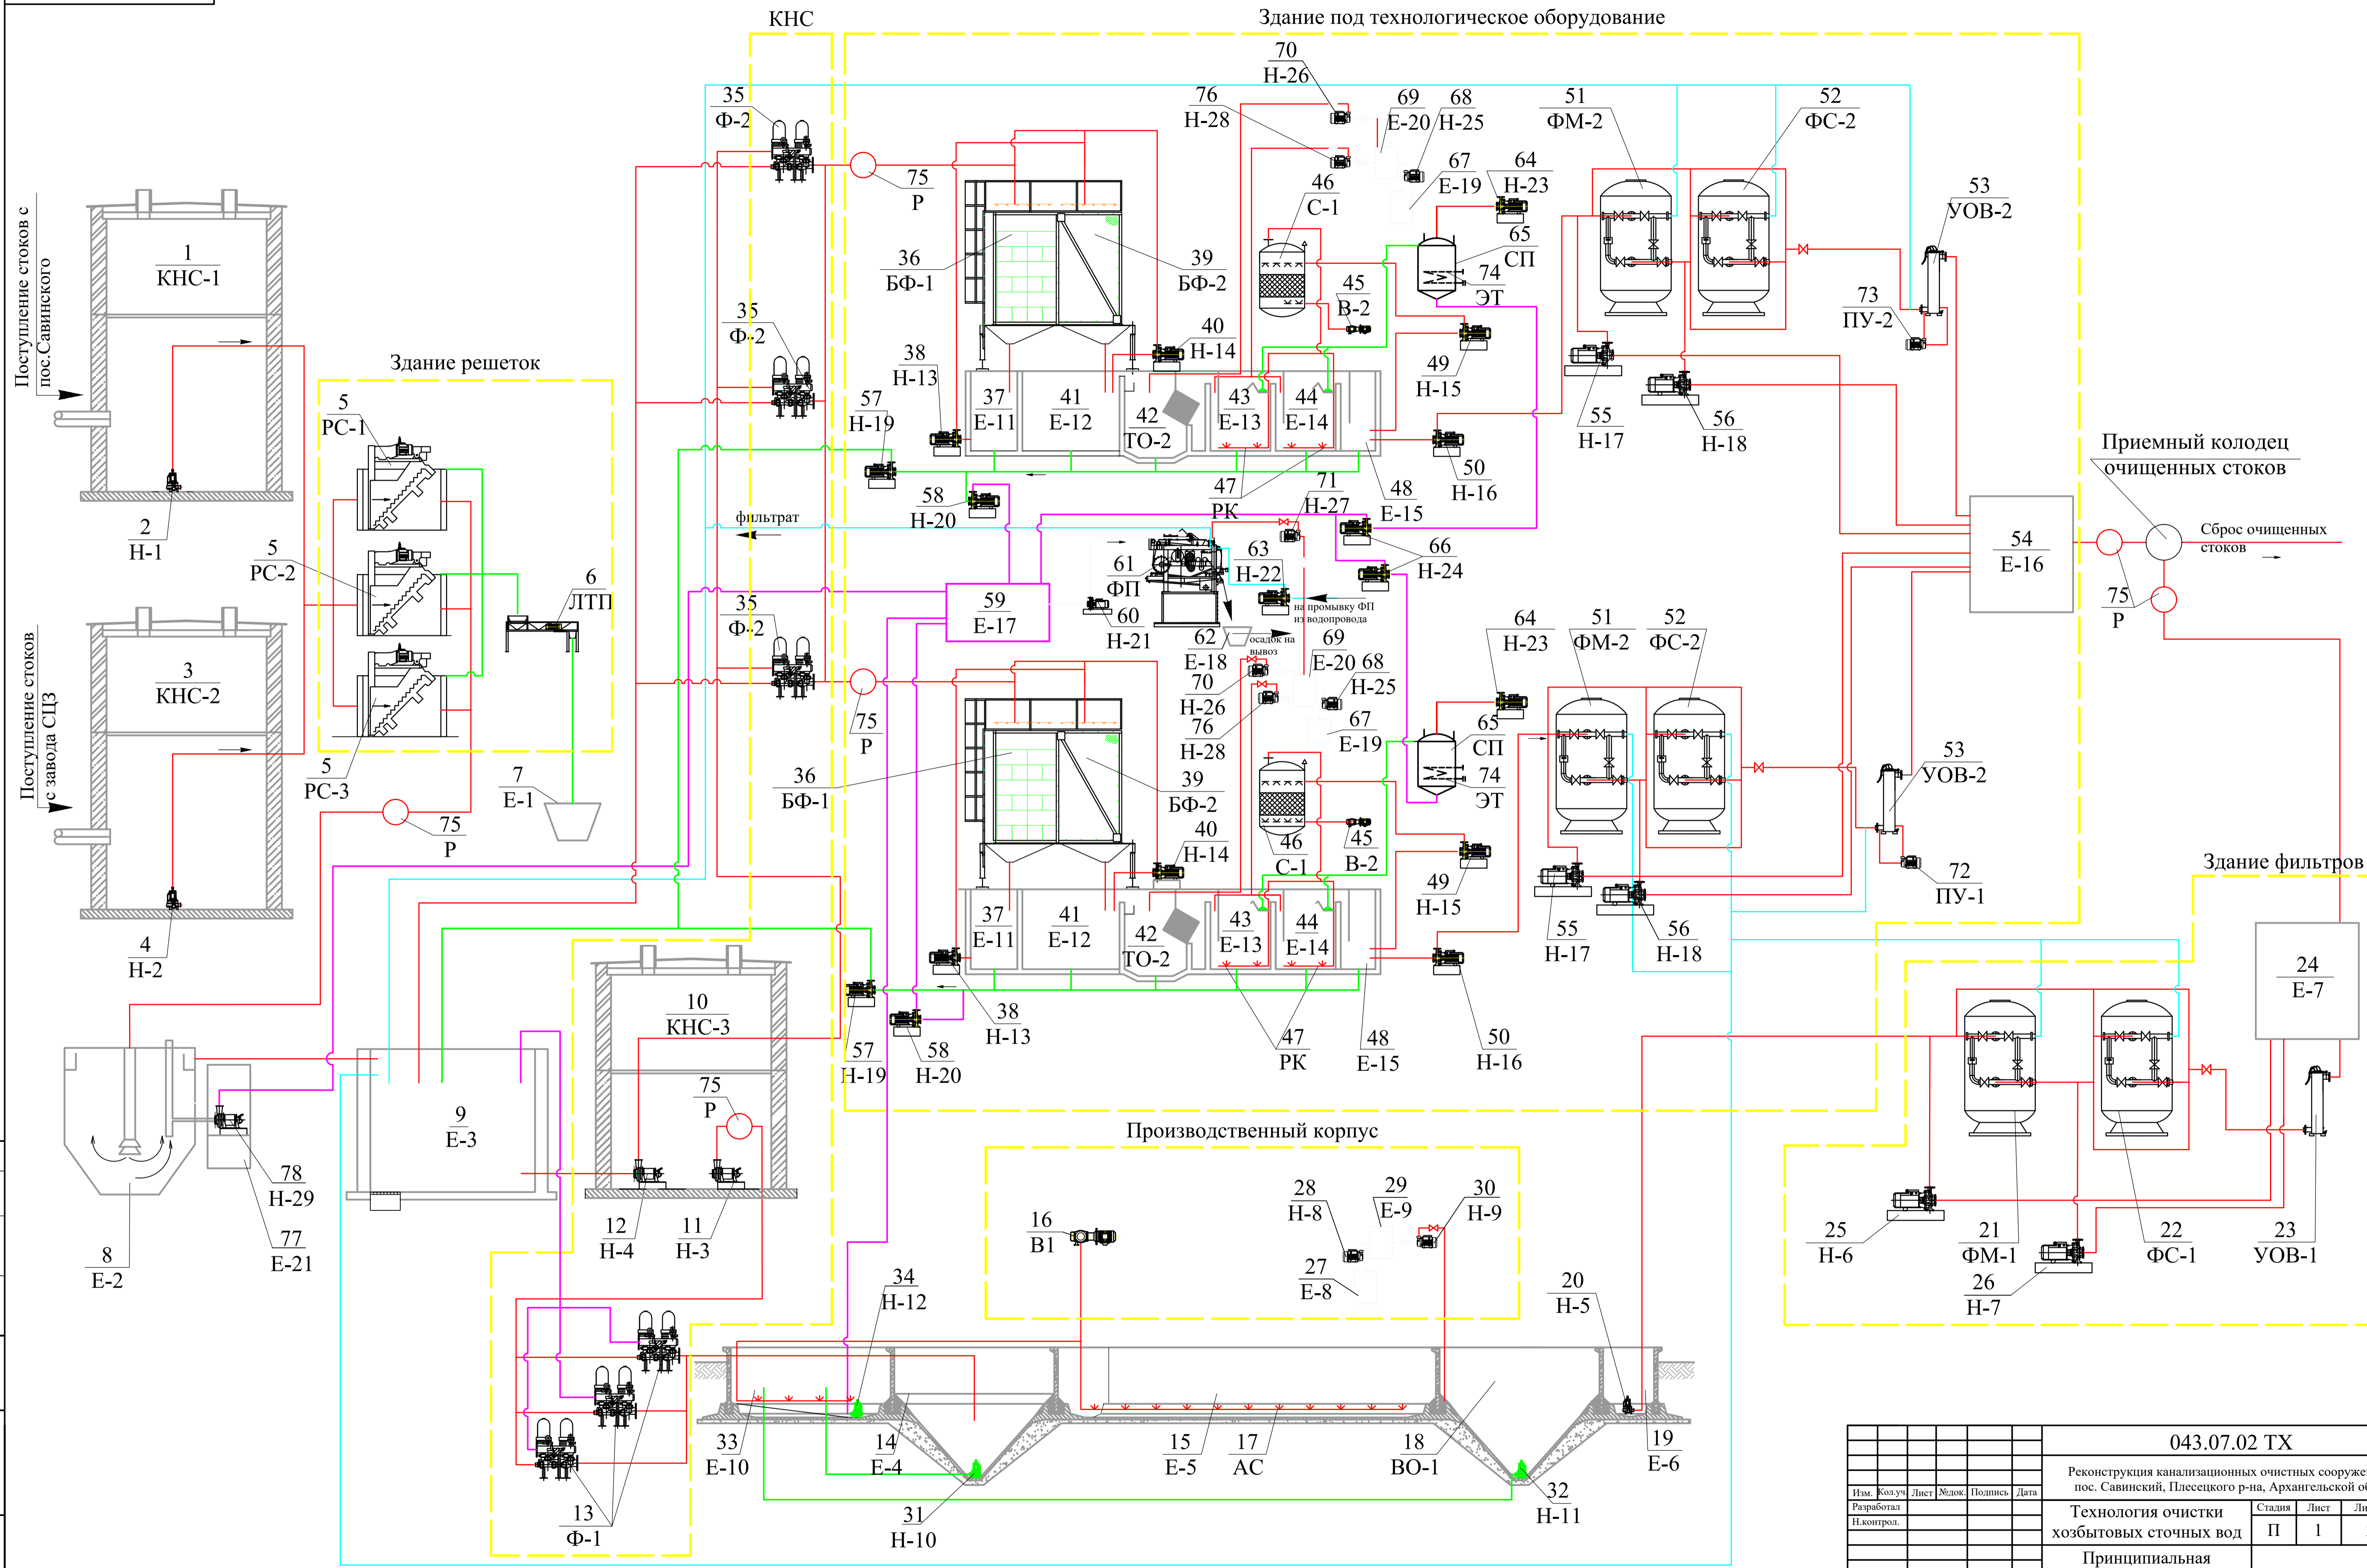 КНС
Здание под технологическое оборудование
Поступление стоков с
пос.Савинского
1
КНС-1
2
Н-1
Поступление стоков
с завода СЦЗ
3
КНС-2
4
Н-2
Здание решеток
5
РС-1
5
РС-2
5
РС-3
6
ЛТП
7
Е-1
75
Р
8
Е-2
78
Н-29
77
Е-21
9
Е-3
10
КНС-3
75
Р
12
Н-4
11
Н-3
13
Ф-1
35
Ф-2
35
Ф-2
35
Ф-2
75
Р
75
Р
36
БФ-1
39
БФ-2
38
Н-13
40
Н-14
37
Е-11
41
Е-12
42
ТО-2
43
Е-13
44
Е-14
57
Н-19
58
Н-20
47
РК
48
Е-15
70
Н-26
76
Н-28
69
Е-20
68
Н-25
67
Е-19
64
Н-23
46
С-1
65
СП
74
ЭТ
45
В-2
49
Н-15
50
Н-16
51
ФМ-2
52
ФС-2
53
УОВ-2
73
ПУ-2
55
Н-17
56
Н-18
фильтрат
59
Е-17
60
Н-21
61
ФП
71
Н-27
63
Н-22
66
Н-24
на промывку ФП
из водопровода
62
Е-18
осадок на
вывоз
69
Е-20
68
Н-25
70
Н-26
76
Н-28
67
Е-19
64
Н-23
65
СП
74
ЭТ
36
БФ-1
39
БФ-2
40
Н-14
46
С-1
45
В-2
49
Н-15
37
Е-11
41
Е-12
42
ТО-2
43
Е-13
44
Е-14
57
Н-19
58
Н-20
38
Н-13
47
РК
48
Е-15
50
Н-16
51
ФМ-2
52
ФС-2
53
УОВ-2
72
ПУ-1
55
Н-17
56
Н-18
Приемный колодец
очищенных стоков
54
Е-16
Сброс очищенных
стоков
75
Р
Здание фильтров
24
Е-7
25
Н-6
21
ФМ-1
26
Н-7
22
ФС-1
23
УОВ-1
Производственный корпус
16
В1
28
Н-8
29
Е-9
30
Н-9
27
Е-8
34
Н-12
20
Н-5
33
Е-10
14
Е-4
15
Е-5
17
АС
18
ВО-1
19
Е-6
31
Н-10
32
Н-11
043.07.02 ТХ
Реконструкция канализационных очистных сооруже
пос. Савинский, Плесецкого р-на, Архангельской об
Изм. Кол.уч. Лист №док. Подпись Дата
Разработал
Н.контрол.
Технология очистки
хозбытовых сточных вод
Стадия Лист Ли
П 1
Принципиальная